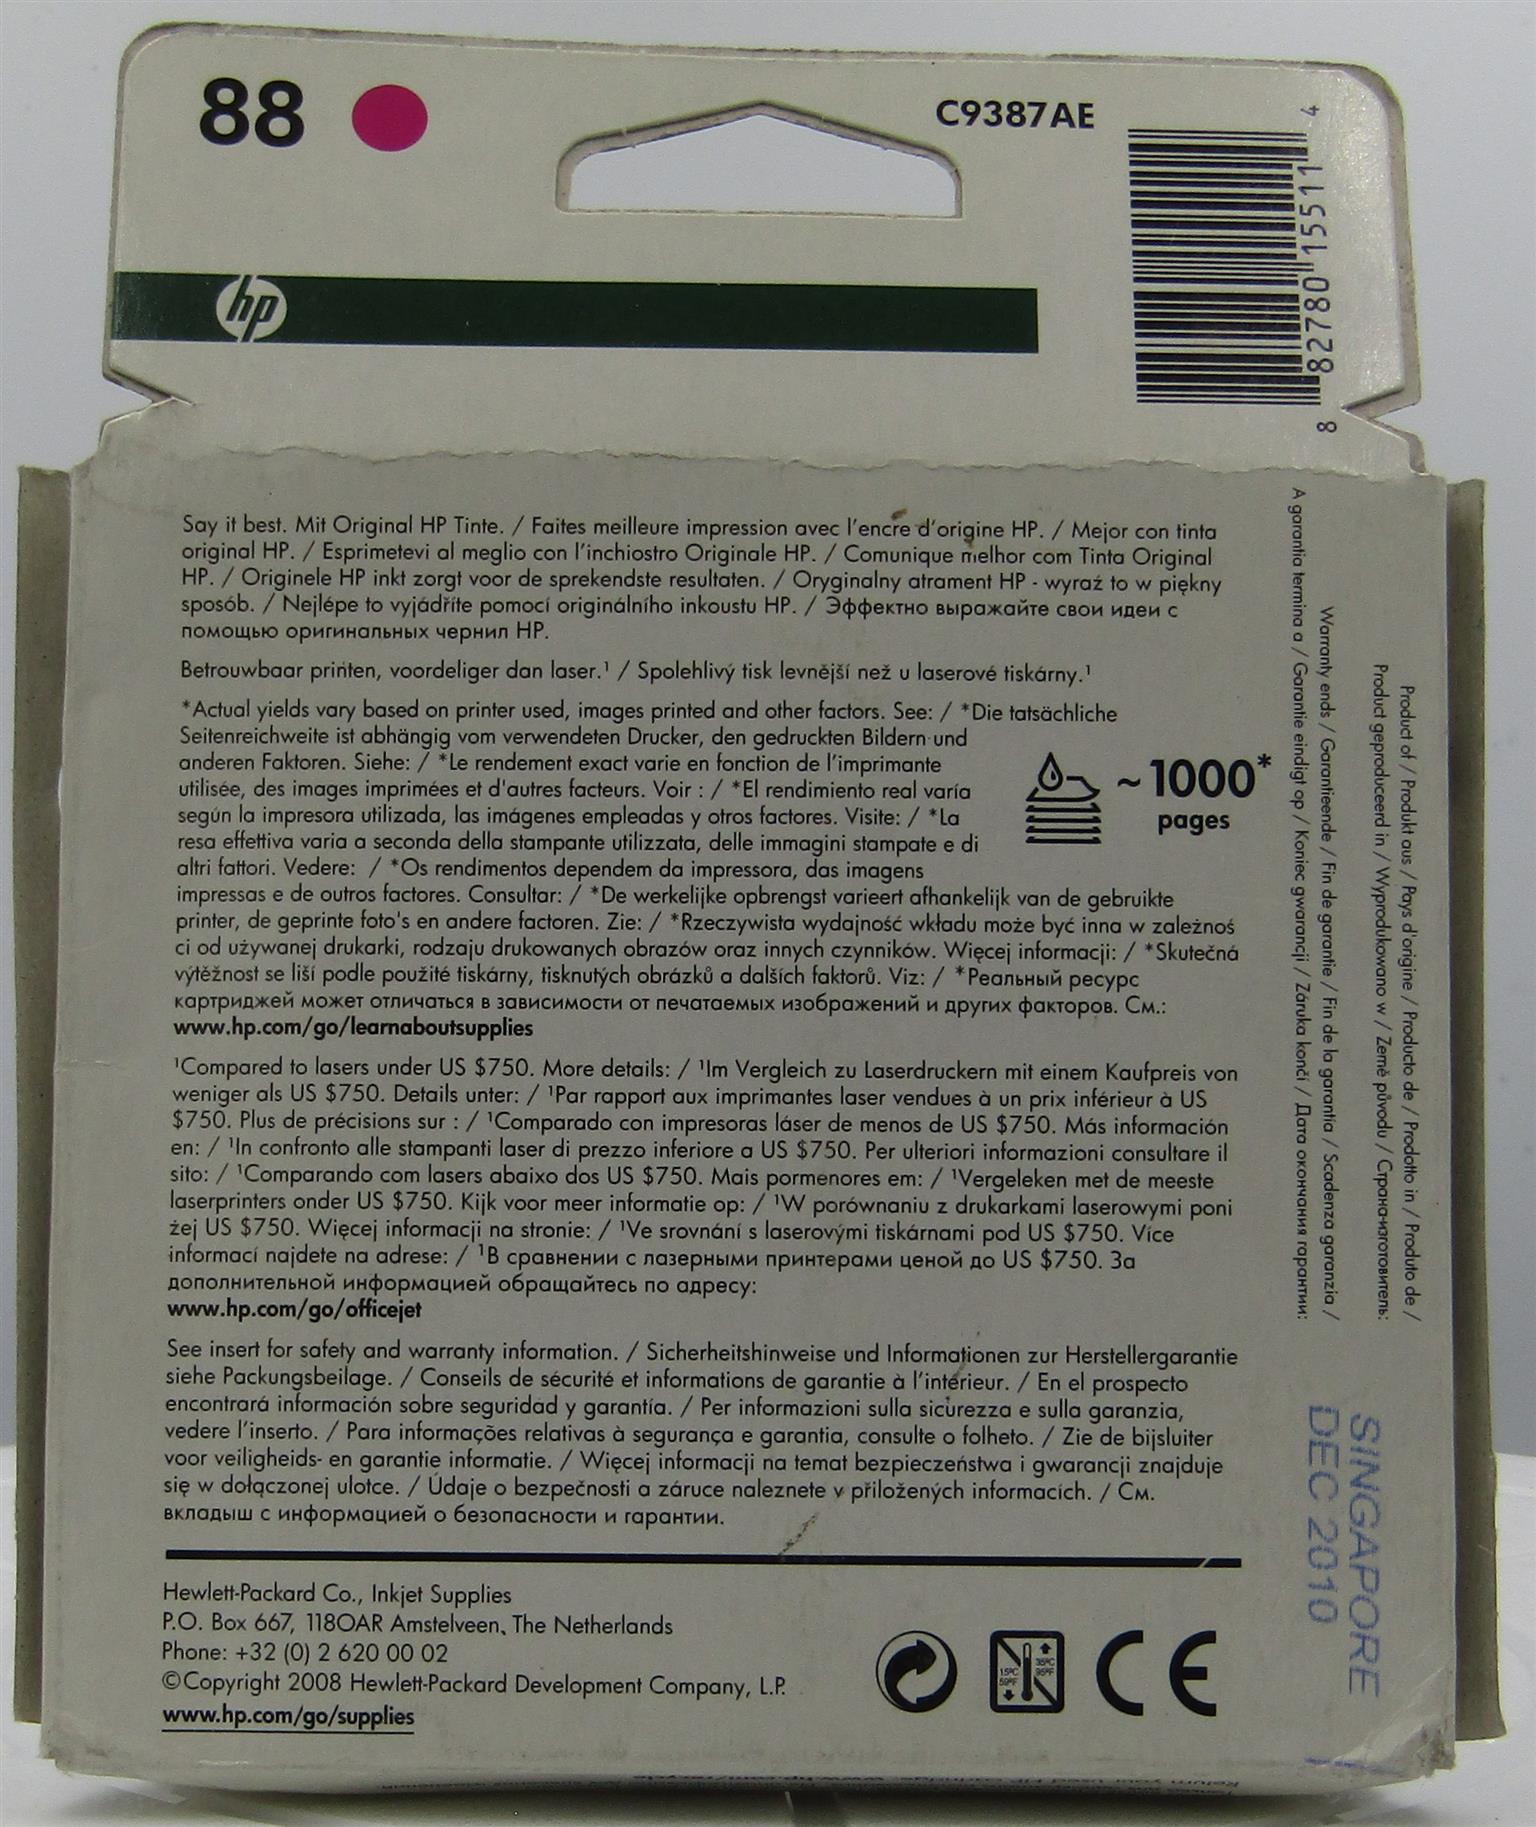 88
C9387AE
hp
8 82780 15511 4
Say it best. Mit Original HP Tinte. / Faites meilleure impression avec l'encre d'origine HP. / Mejor con tinta
original HP. / Esprimetevi al meglio con l'inchiostro Originale HP. / Comunique melhor com Tinta Original
HP. / Originele HP inkt zorgt voor de sprekendste resultaten. / Oryginalny atrament HP - wyraź to w piękny
sposób. / Nejlépe to vyjádříte pomocí originálního inkoustu HP. / Эффектно выражайте свои идеи с
помощью оригинальных чернил HP.
Betrouwbaar printen, voordeliger dan laser.¹ / Spolehlivý tisk levnější než u laserové tiskárny.¹
*Actual yields vary based on printer used, images printed and other factors. See: / *Die tatsächliche
Seitenreichweite ist abhängig vom verwendeten Drucker, den gedruckten Bildern und
anderen Faktoren. Siehe: / *Le rendement exact varie en fonction de l'imprimante
utilisée, des images imprimées et d'autres facteurs. Voir : / *El rendimiento real varía
según la impresora utilizada, las imágenes empleadas y otros factores. Visite: / *La
resa effettiva varia a seconda della stampante utilizzata, delle immagini stampate e di
altri fattori. Vedere: / *Os rendimentos dependem da impressora, das imagens
impressas e de outros factores. Consultar: / *De werkelijke opbrengst varieert afhankelijk van de gebruikte
printer, de geprinte foto's en andere factoren. Zie: / *Rzeczywista wydajność wkładu może być inna w zależnoś
ci od używanej drukarki, rodzaju drukowanych obrazów oraz innych czynników. Więcej informacji: / *Skutečná
výtěžnost se liší podle použité tiskárny, tisknutých obrázků a dalších faktorů. Viz: / *Реальный ресурс
картриджей может отличаться в зависимости от печатаемых изображений и других факторов. См.:
www.hp.com/go/learnaboutsupplies
~1000*
pages
¹Compared to lasers under US $750. More details: / ¹Im Vergleich zu Laserdruckern mit einem Kaufpreis von
weniger als US $750. Details unter: / ¹Par rapport aux imprimantes laser vendues à un prix inférieur à US
$750. Plus de précisions sur : / ¹Comparado con impresoras láser de menos de US $750. Más información
en: / ¹In confronto alle stampanti laser di prezzo inferiore a US $750. Per ulteriori informazioni consultare il
sito: / ¹Comparando com lasers abaixo dos US $750. Mais pormenores em: / ¹Vergeleken met de meeste
laserprinters onder US $750. Kijk voor meer informatie op: / ¹W porównaniu z drukarkami laserowymi poni
żej US $750. Więcej informacji na stronie: / ¹Ve srovnání s laserovými tiskárnami pod US $750. Více
informací najdete na adrese: / ¹В сравнении с лазерными принтерами ценой до US $750. За
дополнительной информацией обращайтесь по адресу:
www.hp.com/go/officejet
See insert for safety and warranty information. / Sicherheitshinweise und Informationen zur Herstellergarantie
siehe Packungsbeilage. / Conseils de sécurité et informations de garantie à l'intérieur. / En el prospecto
encontrará información sobre seguridad y garantía. / Per informazioni sulla sicurezza e sulla garanzia,
vedere l'inserto. / Para informações relativas à segurança e garantia, consulte o folheto. / Zie de bijsluiter
voor veiligheids- en garantie informatie. / Więcej informacji na temat bezpieczeństwa i gwarancji znajduje
się w dołączonej ulotce. / Údaje o bezpečnosti a záruce naleznete v přiložených informacích. / См.
вкладыш с информацией о безопасности и гарантии.
Hewlett-Packard Co., Inkjet Supplies
P.O. Box 667, 118OAR Amstelveen, The Netherlands
Phone: +32 (0) 2 620 00 02
©Copyright 2008 Hewlett-Packard Development Company, L.P.
www.hp.com/go/supplies
15°C
59°F
35°C
95°F
CE
Product of / Produkt aus / Pays d'origine / Producto de / Prodotto in / Produto de /
Product geproduceerd in / Wyprodukowano w / Země původu / Страна-изготовитель:
Warranty ends / Garantieende / Fin de garantie / Fin de la garantía / Scadenza garanzia /
A garantia termina a / Garantie eindigt op / Koniec gwarancji / Záruka končí / Дата окончания гарантии:
SINGAPORE
DEC 2010